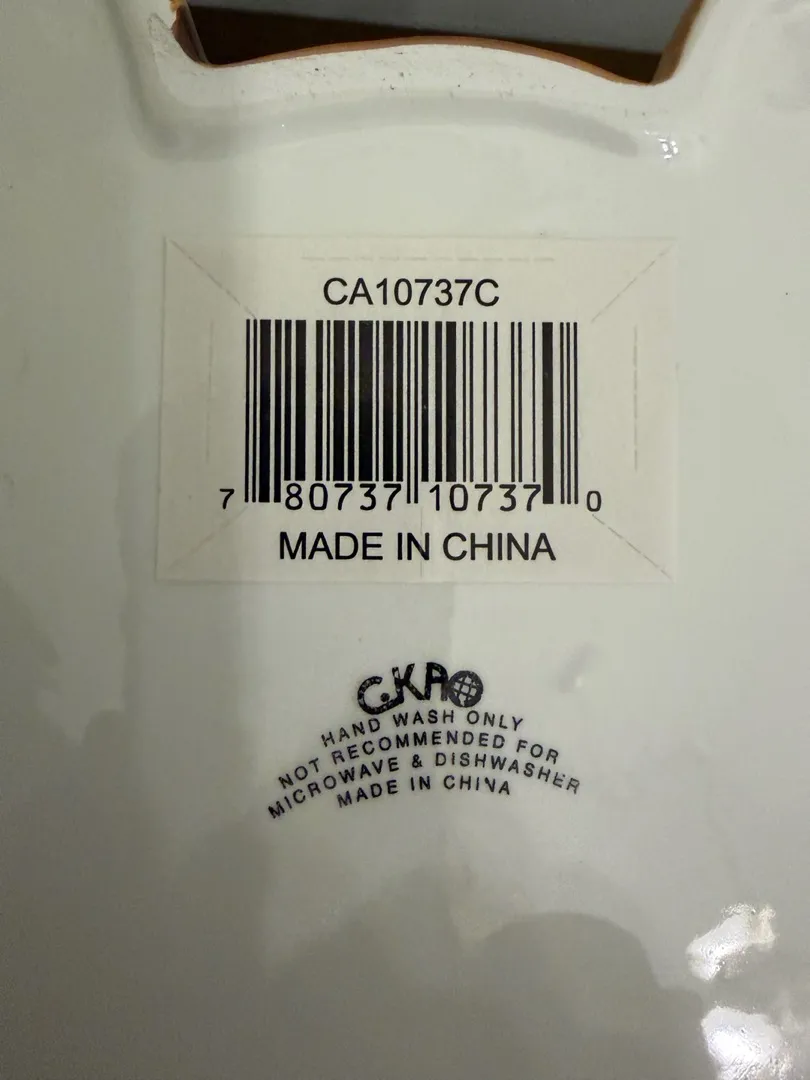 CA10737C
7 80737 10737 0
MADE IN CHINA
C.KAO
HAND WASH ONLY
NOT RECOMMENDED FOR
MICROWAVE & DISHWASHER
MADE IN CHINA